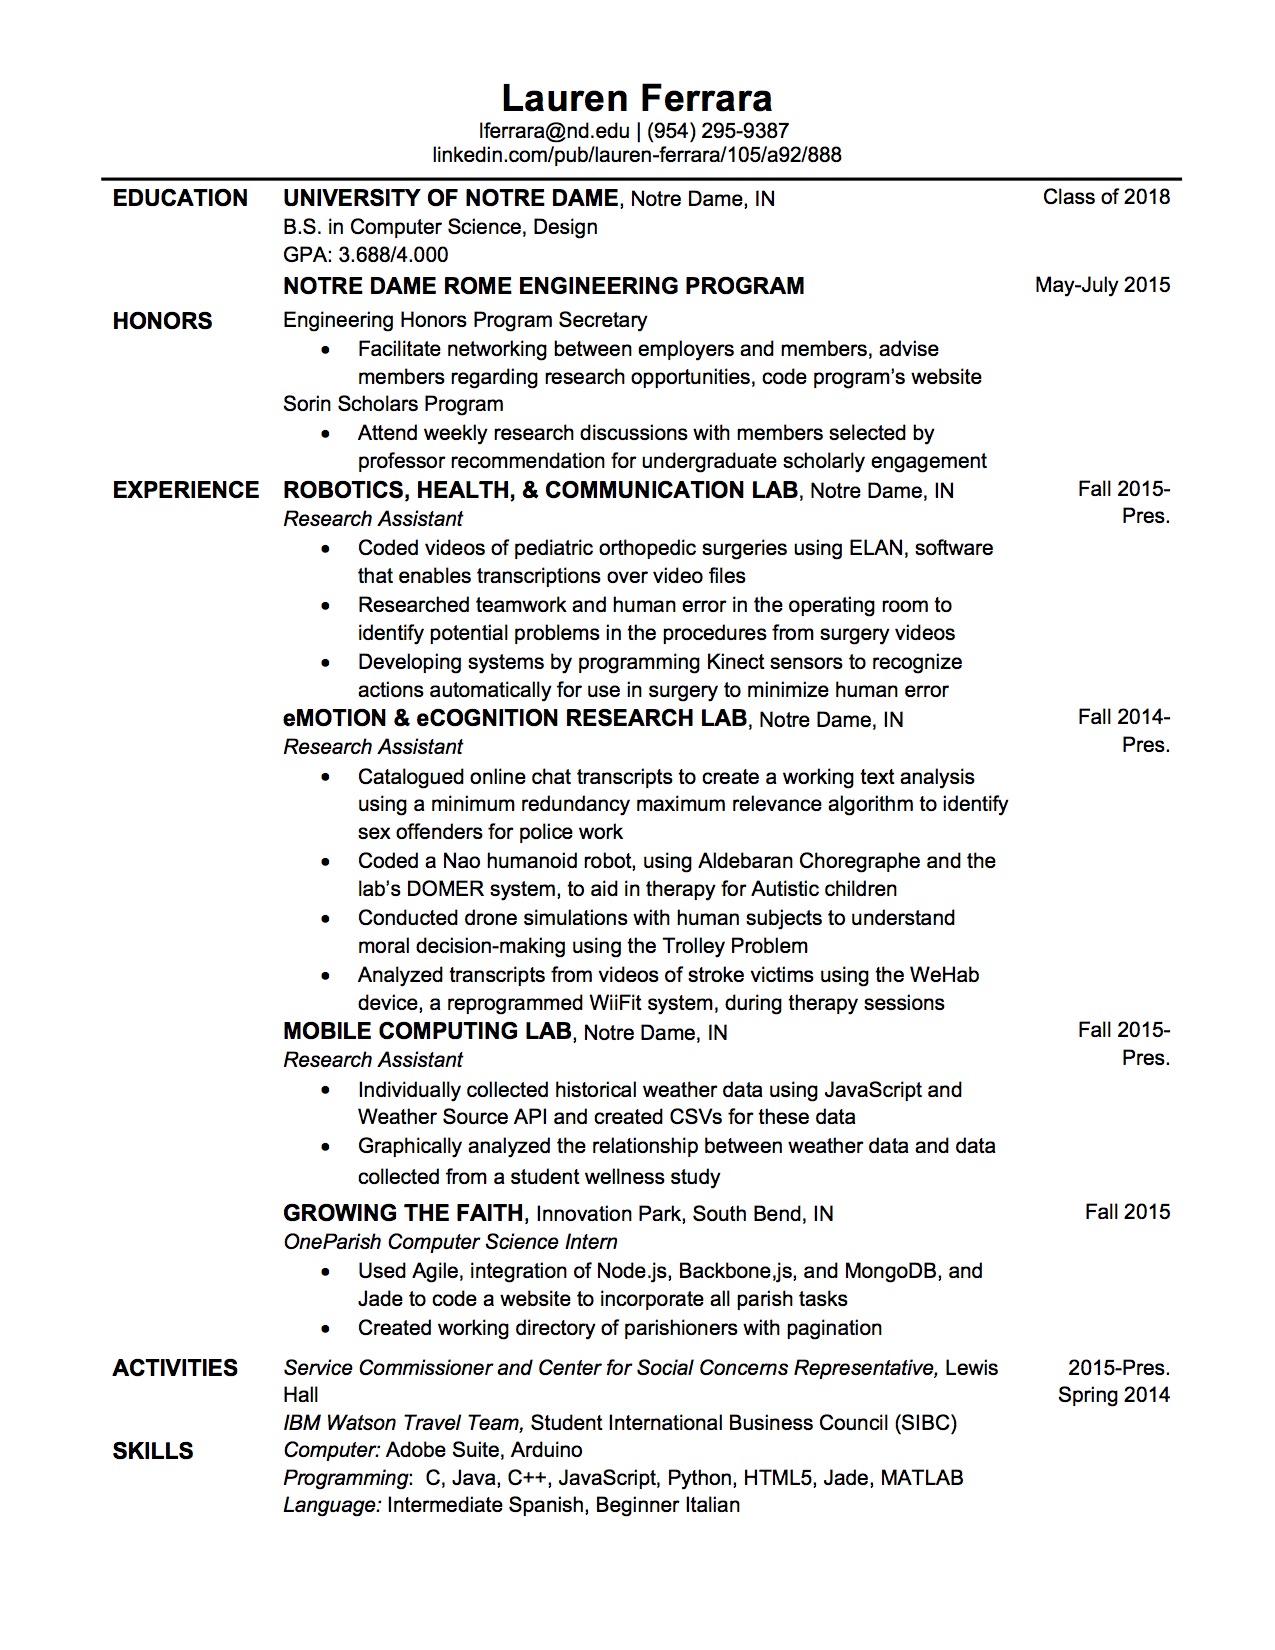 Lauren Ferrara
lferrara@nd.edu | (954) 295-9387
linkedin.com/pub/lauren-ferrara/105/a92/888
EDUCATION UNIVERSITY OF NOTRE DAME, Notre Dame, IN Class of 2018
B.S. in Computer Science, Design
GPA: 3.688/4.000
NOTRE DAME ROME ENGINEERING PROGRAM May-July 2015
HONORS Engineering Honors Program Secretary
• Facilitate networking between employers and members, advise
members regarding research opportunities, code program's website
Sorin Scholars Program
• Attend weekly research discussions with members selected by
professor recommendation for undergraduate scholarly engagement
EXPERIENCE ROBOTICS, HEALTH, & COMMUNICATION LAB, Notre Dame, IN Fall 2015-
Research Assistant Pres.
• Coded videos of pediatric orthopedic surgeries using ELAN, software
that enables transcriptions over video files
• Researched teamwork and human error in the operating room to
identify potential problems in the procedures from surgery videos
• Developing systems by programming Kinect sensors to recognize
actions automatically for use in surgery to minimize human error
eMOTION & eCOGNITION RESEARCH LAB, Notre Dame, IN Fall 2014-
Research Assistant Pres.
• Catalogued online chat transcripts to create a working text analysis
using a minimum redundancy maximum relevance algorithm to identify
sex offenders for police work
• Coded a Nao humanoid robot, using Aldebaran Choregraphe and the
lab's DOMER system, to aid in therapy for Autistic children
• Conducted drone simulations with human subjects to understand
moral decision-making using the Trolley Problem
• Analyzed transcripts from videos of stroke victims using the WeHab
device, a reprogrammed WiiFit system, during therapy sessions
MOBILE COMPUTING LAB, Notre Dame, IN Fall 2015-
Research Assistant Pres.
• Individually collected historical weather data using JavaScript and
Weather Source API and created CSVs for these data
• Graphically analyzed the relationship between weather data and data
collected from a student wellness study
GROWING THE FAITH, Innovation Park, South Bend, IN Fall 2015
OneParish Computer Science Intern
• Used Agile, integration of Node.js, Backbone,js, and MongoDB, and
Jade to code a website to incorporate all parish tasks
• Created working directory of parishioners with pagination
ACTIVITIES Service Commissioner and Center for Social Concerns Representative, Lewis 2015-Pres.
Hall Spring 2014
IBM Watson Travel Team, Student International Business Council (SIBC)
SKILLS Computer: Adobe Suite, Arduino
Programming: C, Java, C++, JavaScript, Python, HTML5, Jade, MATLAB
Language: Intermediate Spanish, Beginner Italian